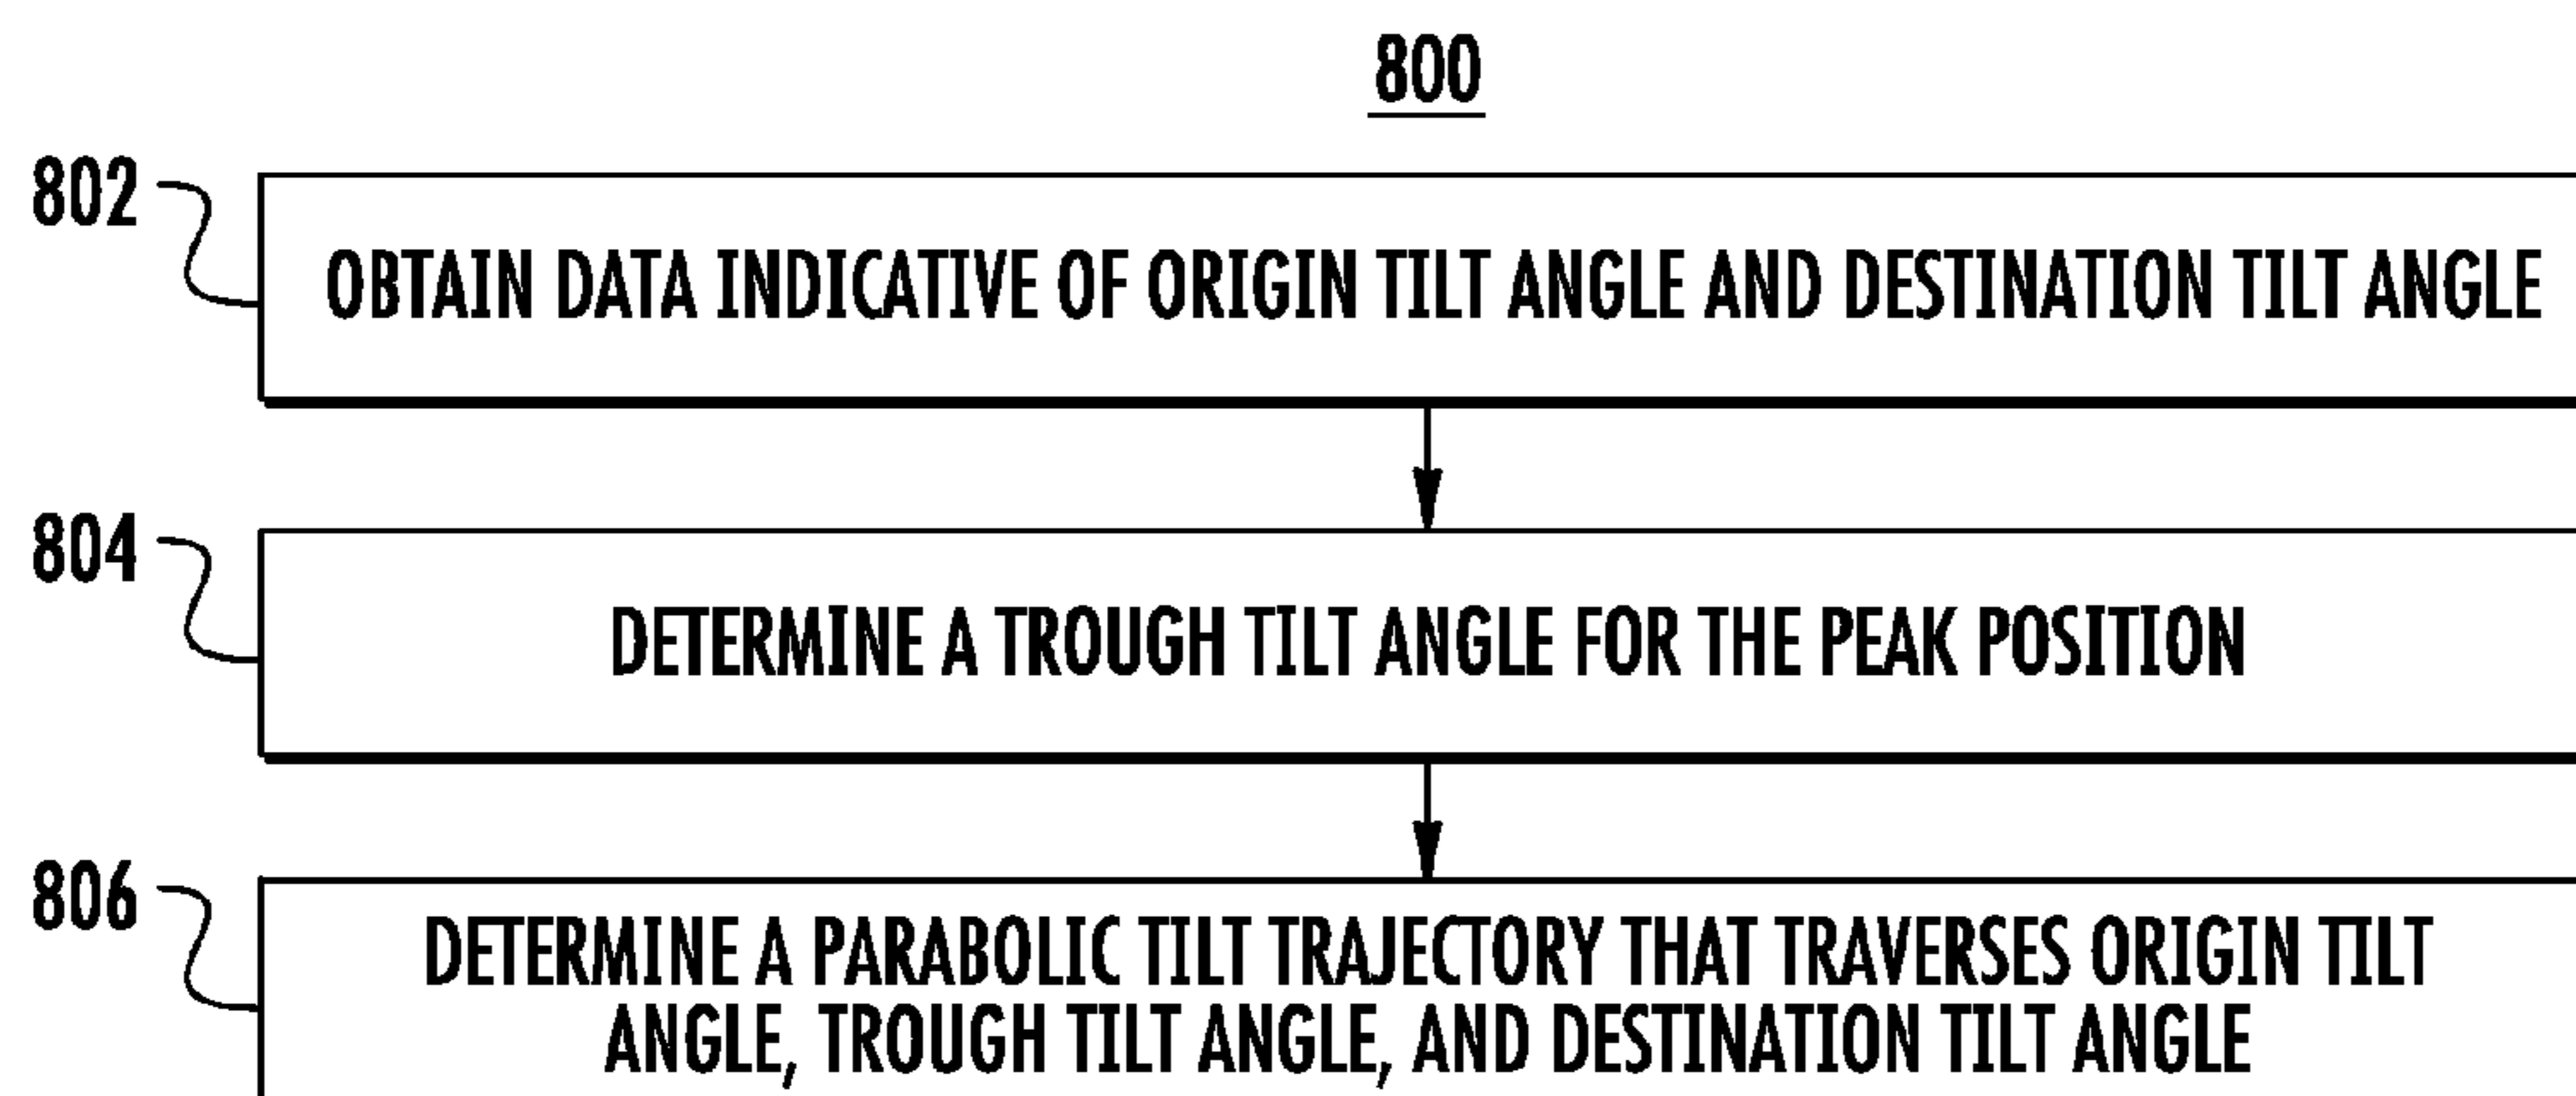 800
802
OBTAIN DATA INDICATIVE OF ORIGIN TILT ANGLE AND DESTINATION TILT ANGLE
804
DETERMINE A TROUGH TILT ANGLE FOR THE PEAK POSITION
806
DETERMINE A PARABOLIC TILT TRAJECTORY THAT TRAVERSES ORIGIN TILT
ANGLE, TROUGH TILT ANGLE, AND DESTINATION TILT ANGLE